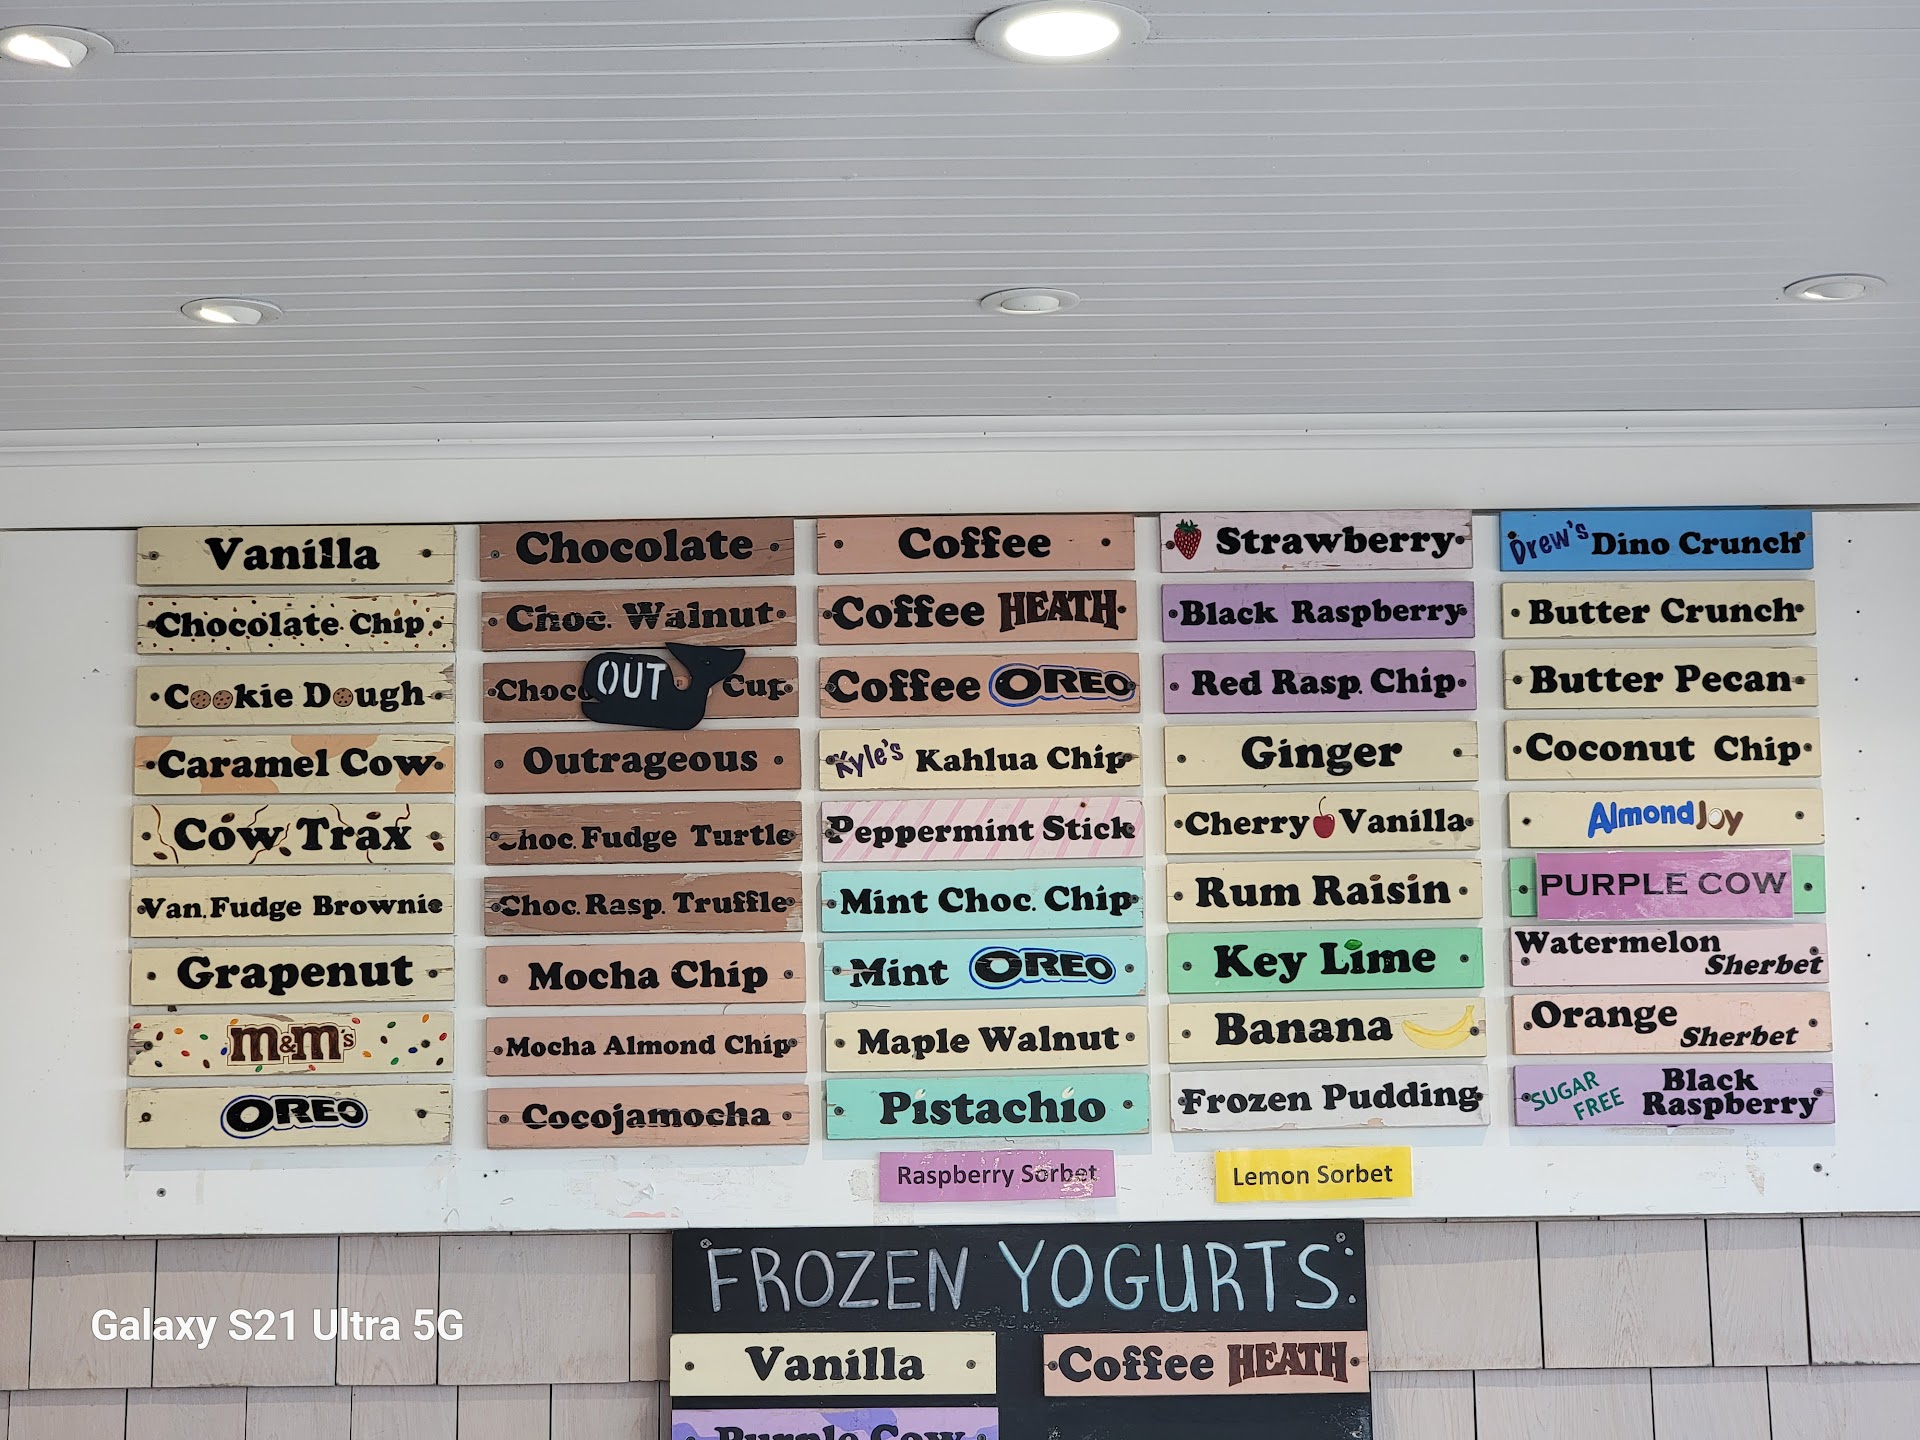 Vanilla
Chocolate Chip
Cookie Dough
Caramel Cow
Cow Trax
Van. Fudge Brownie
Grapenut
m&m's
OREO
Chocolate
Choc. Walnut
OUT
Cup
Outrageous
Choc. Fudge Turtle
Choc. Rasp. Truffle
Mocha Chip
Mocha Almond Chip
Cocojamocha
Coffee
Coffee HEATH
Coffee OREO
Kyle's Kahlua Chip
Peppermint Stick
Mint Choc. Chip
Mint OREO
Maple Walnut
Pistachio
Raspberry Sorbet
Strawberry
Black Raspberry
Red Rasp. Chip
Ginger
Cherry Vanilla
Rum Raisin
Key Lime
Banana
Frozen Pudding
Lemon Sorbet
Drew's Dino Crunch
Butter Crunch
Butter Pecan
Coconut Chip
Almond Joy
PURPLE COW
Watermelon
Sherbet
Orange
Sherbet
SUGAR FREE
Black
Raspberry
FROZEN YOGURTS:
Vanilla
Coffee HEATH
Purple Cow
Galaxy S21 Ultra 5G